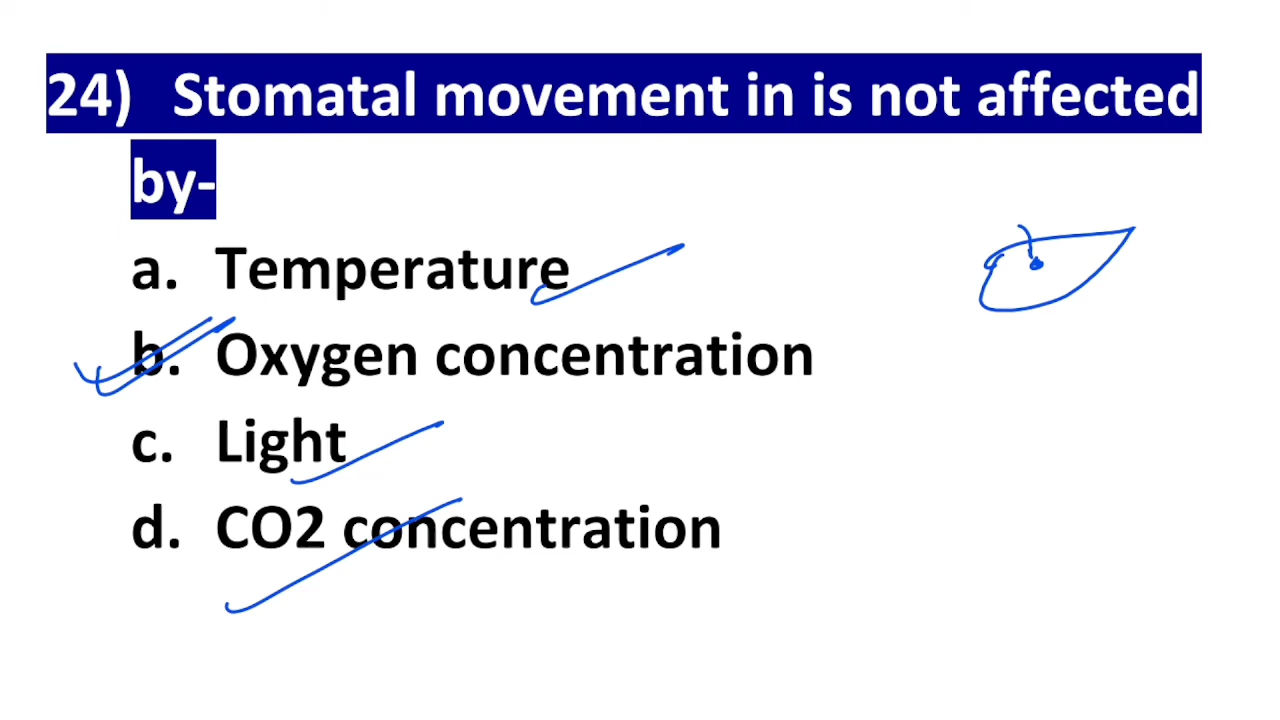 24) Stomatal movement in is not affected
by-
a. Temperature
b. Oxygen concentration
c. Light
d. CO2 concentration